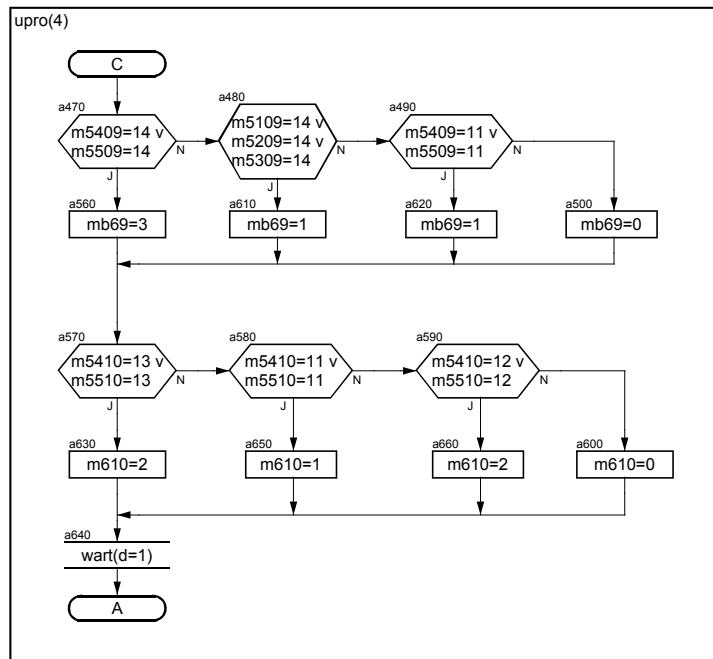 upro(4)
C
a470
m5409=14 v
m5509=14
N
J
a480
m5109=14 v
m5209=14 v
m5309=14
N
J
a490
m5409=11 v
m5509=11
N
J
a560
mb69=3
a610
mb69=1
a620
mb69=1
a500
mb69=0
a570
m5410=13 v
m5510=13
N
J
a580
m5410=11 v
m5510=11
N
J
a590
m5410=12 v
m5510=12
N
J
a630
m610=2
a650
m610=1
a660
m610=2
a600
m610=0
a640
wart(d=1)
A